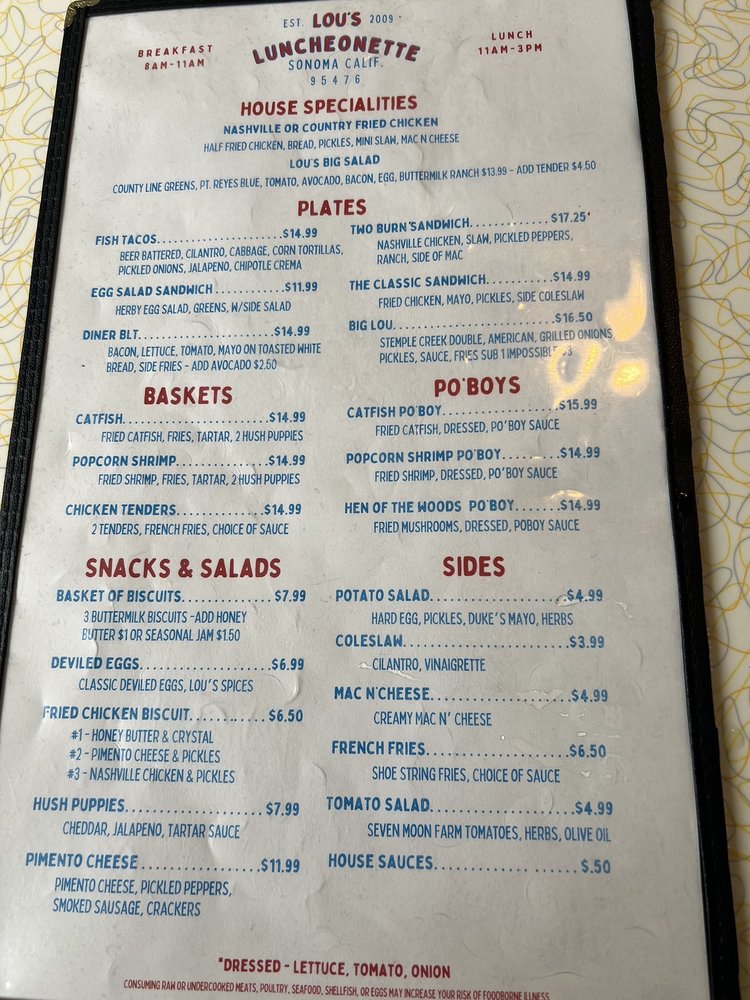 EST. LOU'S 2009
LUNCHEONETTE
SONOMA CALIF.
95476
BREAKFAST
8AM-11AM
LUNCH
11AM-3PM
HOUSE SPECIALITIES
NASHVILLE OR COUNTRY FRIED CHICKEN
HALF FRIED CHICKEN, BREAD, PICKLES, MINI SLAW, MAC N CHEESE
LOU'S BIG SALAD
COUNTY LINE GREENS, PT. REYES BLUE, TOMATO, AVOCADO, BACON, EGG, BUTTERMILK RANCH $13.99 - ADD TENDER $4.50
PLATES
FISH TACOS....................$14.99
BEER BATTERED, CILANTRO, CABBAGE, CORN TORTILLAS,
PICKLED ONIONS, JALAPENO, CHIPOTLE CREMA
EGG SALAD SANDWICH...........$11.99
HERBY EGG SALAD, GREENS, W/SIDE SALAD
DINER BLT.....................$14.99
BACON, LETTUCE, TOMATO, MAYO ON TOASTED WHITE
BREAD, SIDE FRIES - ADD AVOCADO $2.50
TWO BURN'SANDWICH.............$17.25
NASHVILLE CHICKEN, SLAW, PICKLED PEPPERS,
RANCH, SIDE OF MAC
THE CLASSIC SANDWICH..........$14.99
FRIED CHICKEN, MAYO, PICKLES, SIDE COLESLAW
BIG LOU.........................$16.50
STEMPLE CREEK DOUBLE, AMERICAN, GRILLED ONIONS
PICKLES, SAUCE, FRIES SUB 1 IMPOSSIBLE
BASKETS
CATFISH.......................$14.99
FRIED CATFISH, FRIES, TARTAR, 2 HUSH PUPPIES
POPCORN SHRIMP..............$14.99
FRIED SHRIMP, FRIES, TARTAR, 2 HUSH PUPPIES
CHICKEN TENDERS..............$14.99
2 TENDERS, FRENCH FRIES, CHOICE OF SAUCE
PO'BOYS
CATFISH PO'BOY..................$15.99
FRIED CATFISH, DRESSED, PO'BOY SAUCE
POPCORN SHRIMP PO'BOY.........$14.99
FRIED SHRIMP, DRESSED, PO'BOY SAUCE
HEN OF THE WOODS PO'BOY.......$14.99
FRIED MUSHROOMS, DRESSED, POBOY SAUCE
SNACKS & SALADS
BASKET OF BISCUITS..............$7.99
3 BUTTERMILK BISCUITS -ADD HONEY
BUTTER $1 OR SEASONAL JAM $1.50
DEVILED EGGS....................$6.99
CLASSIC DEVILED EGGS, LOU'S SPICES
FRIED CHICKEN BISCUIT...........$6.50
#1 - HONEY BUTTER & CRYSTAL
#2 - PIMENTO CHEESE & PICKLES
#3 - NASHVILLE CHICKEN & PICKLES
HUSH PUPPIES....................$7.99
CHEDDAR, JALAPENO, TARTAR SAUCE
PIMENTO CHEESE.................$11.99
PIMENTO CHEESE, PICKLED PEPPERS,
SMOKED SAUSAGE, CRACKERS
SIDES
POTATO SALAD...................$4.99
HARD EGG, PICKLES, DUKE'S MAYO, HERBS
COLESLAW.......................$3.99
CILANTRO, VINAIGRETTE
MAC N'CHEESE...................$4.99
CREAMY MAC N' CHEESE
FRENCH FRIES....................$6.50
SHOE STRING FRIES, CHOICE OF SAUCE
TOMATO SALAD...................$4.99
SEVEN MOON FARM TOMATOES, HERBS, OLIVE OIL
HOUSE SAUCES....................$.50
*DRESSED - LETTUCE, TOMATO, ONION
CONSUMING RAW OR UNDERCOOKED MEATS, POULTRY, SEAFOOD, SHELLFISH, OR EGGS MAY INCREASE YOUR RISK OF FOODBORNE ILLNESS